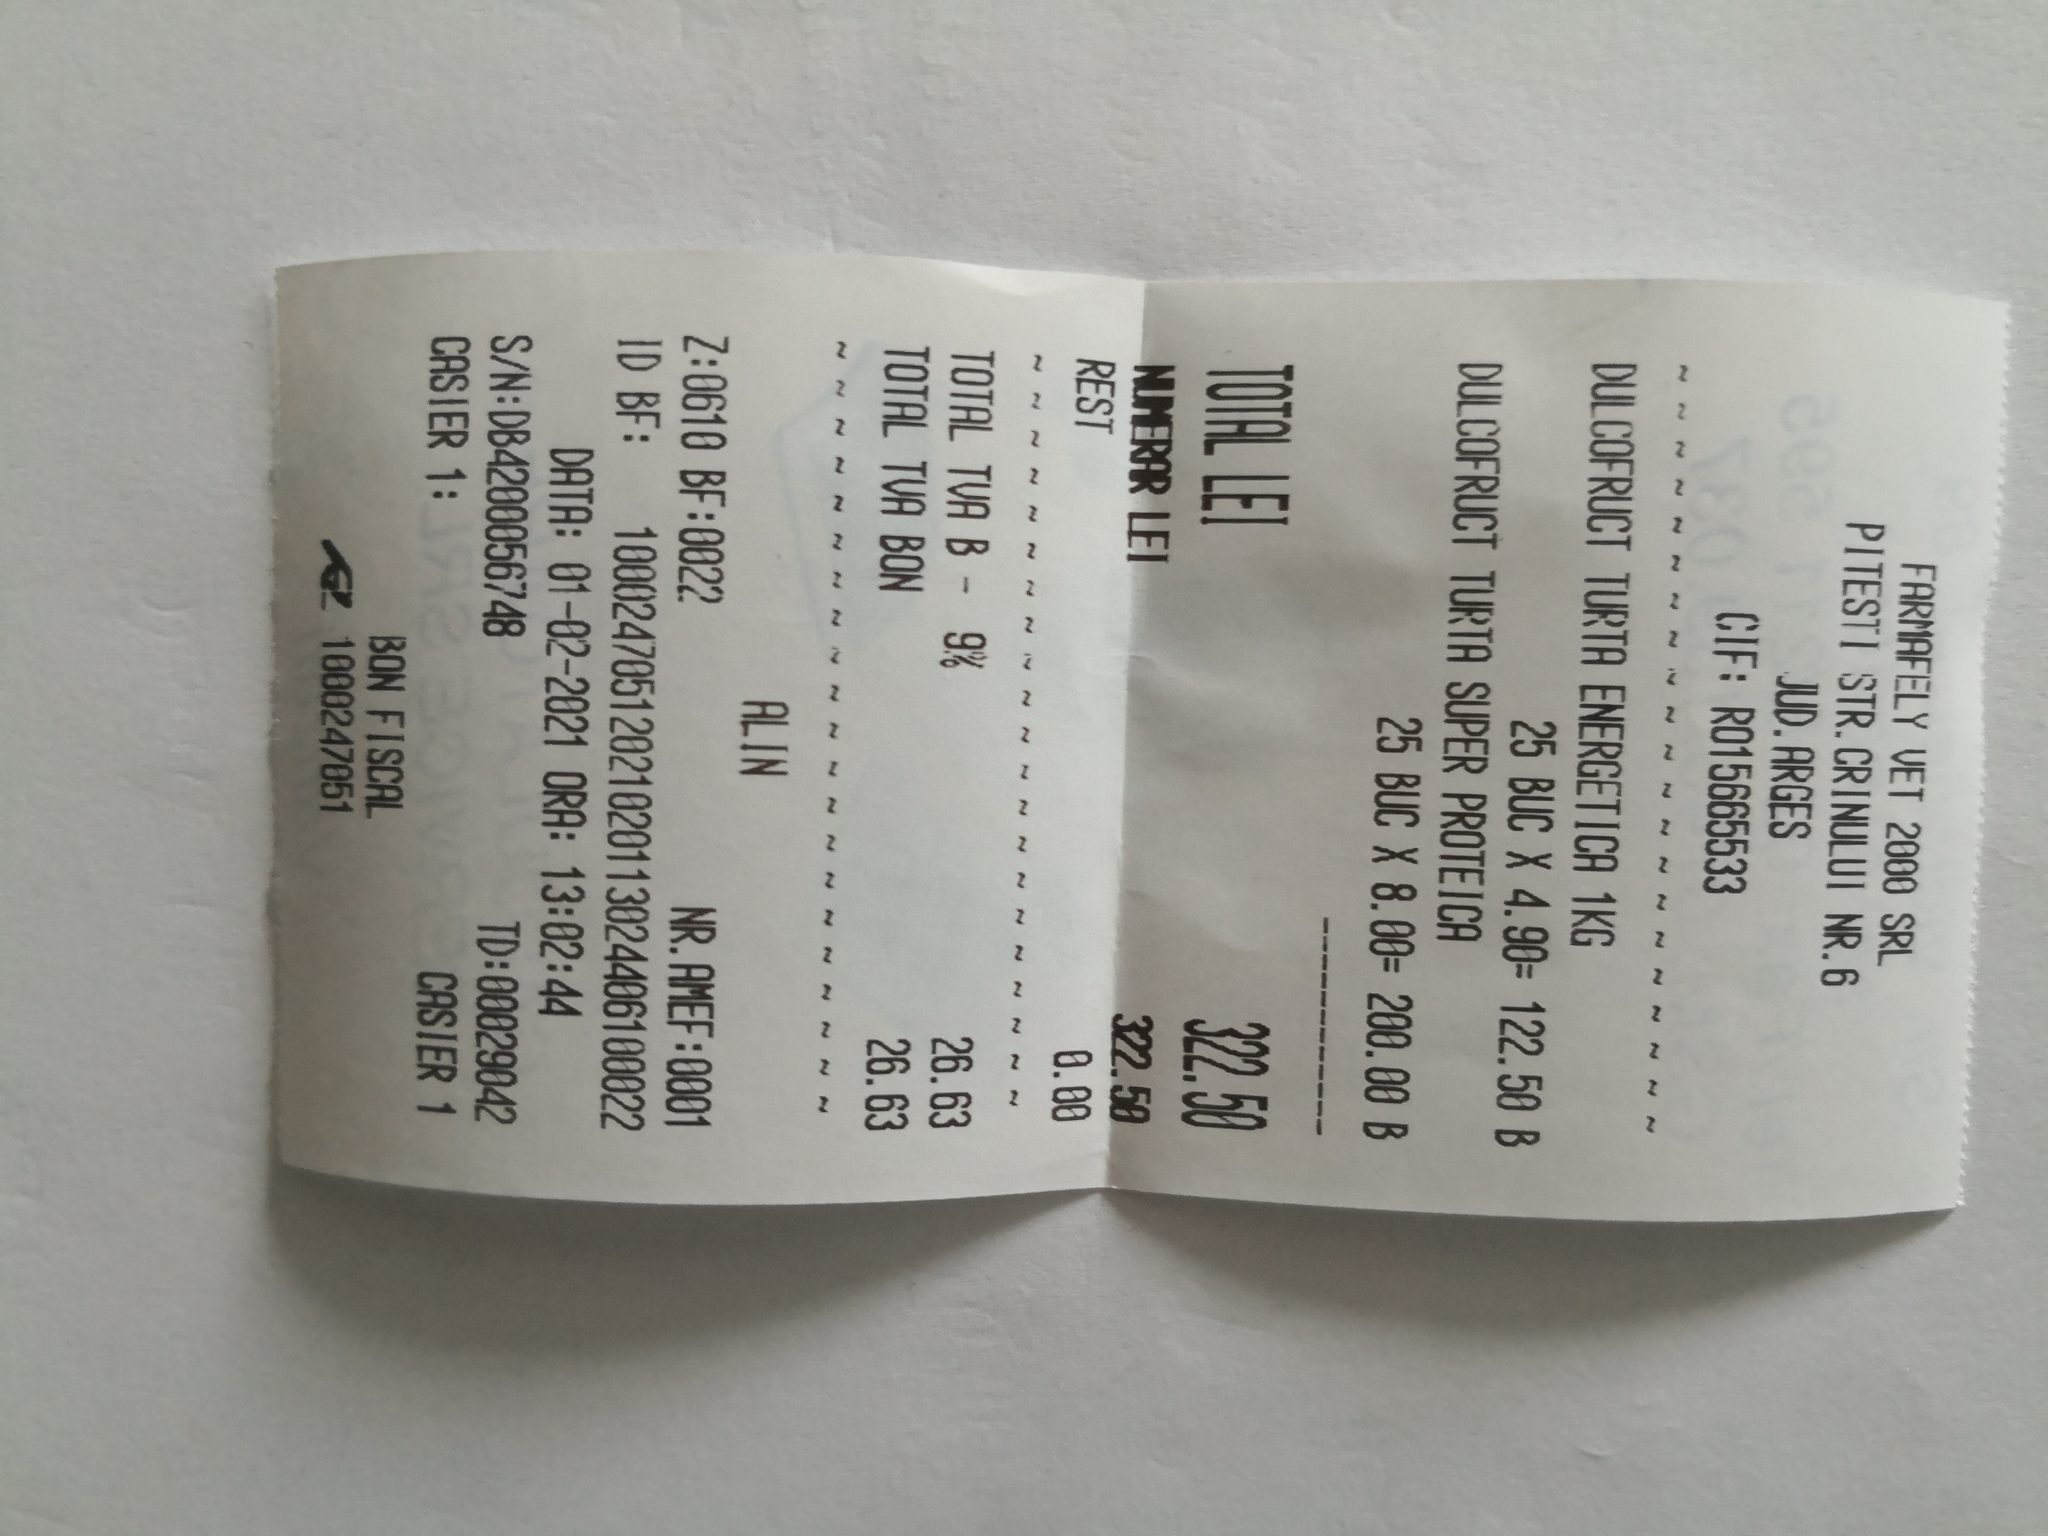 FARMAFELY VET 2000 SRL
PITESTI STR.CRINULUI NR.6
JUD.ARGES
CIF: RO15665533
~ ~ ~ ~ ~ ~ ~ ~ ~ ~ ~ ~ ~ ~ ~ ~ ~ ~ ~ ~ ~
DULCOFRUCT TURTA ENERGETICA 1KG
25 BUC X 4.90= 122.50 B
DULCOFRUCT TURTA SUPER PROTEICA
25 BUC X 8.00= 200.00 B
------------
TOTAL LEI 322.50
NUMERAR LEI 322.50
REST 0.00
~ ~ ~ ~ ~ ~ ~ ~ ~ ~ ~ ~ ~ ~ ~ ~ ~ ~ ~ ~ ~
TOTAL TVA B - 9% 26.63
TOTAL TVA BON 26.63
~ ~ ~ ~ ~ ~ ~ ~ ~ ~ ~ ~ ~ ~ ~ ~ ~ ~ ~ ~ ~
ALIN
Z:0610 BF:0022 NR.AMEF:0001
ID BF: 10002470512021020113024406100022
DATA: 01-02-2021 ORA: 13:02:44
S/N:DB4200056748 TD:00029042
CASIER 1: CASIER 1
BON FISCAL
1000247051